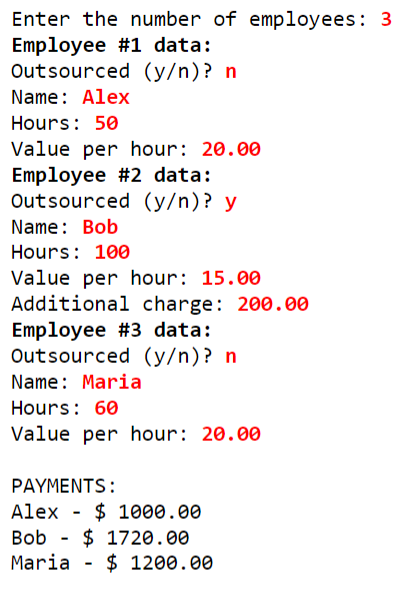 Enter the number of employees: 3
Employee #1 data:
Outsourced (y/n)? n
Name: Alex
Hours: 50
Value per hour: 20.00
Employee #2 data:
Outsourced (y/n)? y
Name: Bob
Hours: 100
Value per hour: 15.00
Additional charge: 200.00
Employee #3 data:
Outsourced (y/n)? n
Name: Maria
Hours: 60
Value per hour: 20.00

PAYMENTS:
Alex - $ 1000.00
Bob - $ 1720.00
Maria - $ 1200.00